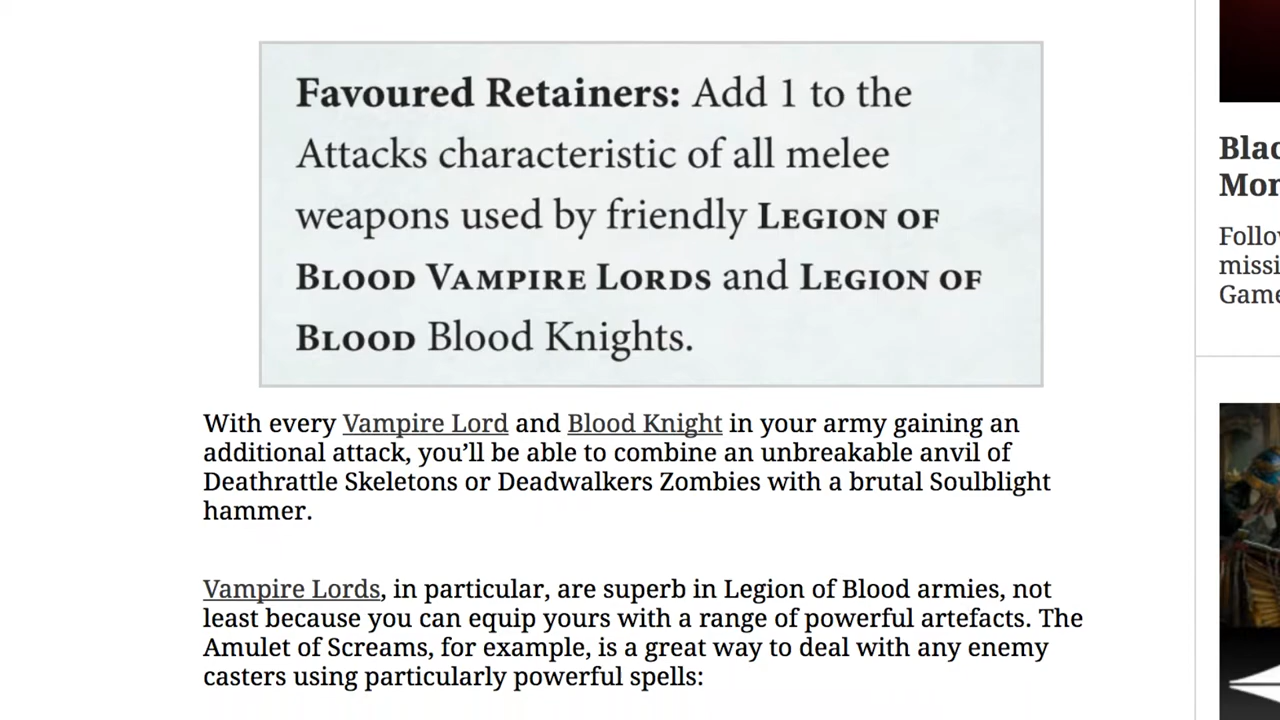 Favoured Retainers: Add 1 to the
Attacks characteristic of all melee
weapons used by friendly LEGION OF
BLOOD VAMPIRE LORDS and LEGION OF
BLOOD Blood Knights.
With every Vampire Lord and Blood Knight in your army gaining an
additional attack, you’ll be able to combine an unbreakable anvil of
Deathrattle Skeletons or Deadwalkers Zombies with a brutal Soulblight
hammer.
Vampire Lords, in particular, are superb in Legion of Blood armies, not
least because you can equip yours with a range of powerful artefacts. The
Amulet of Screams, for example, is a great way to deal with any enemy
casters using particularly powerful spells: